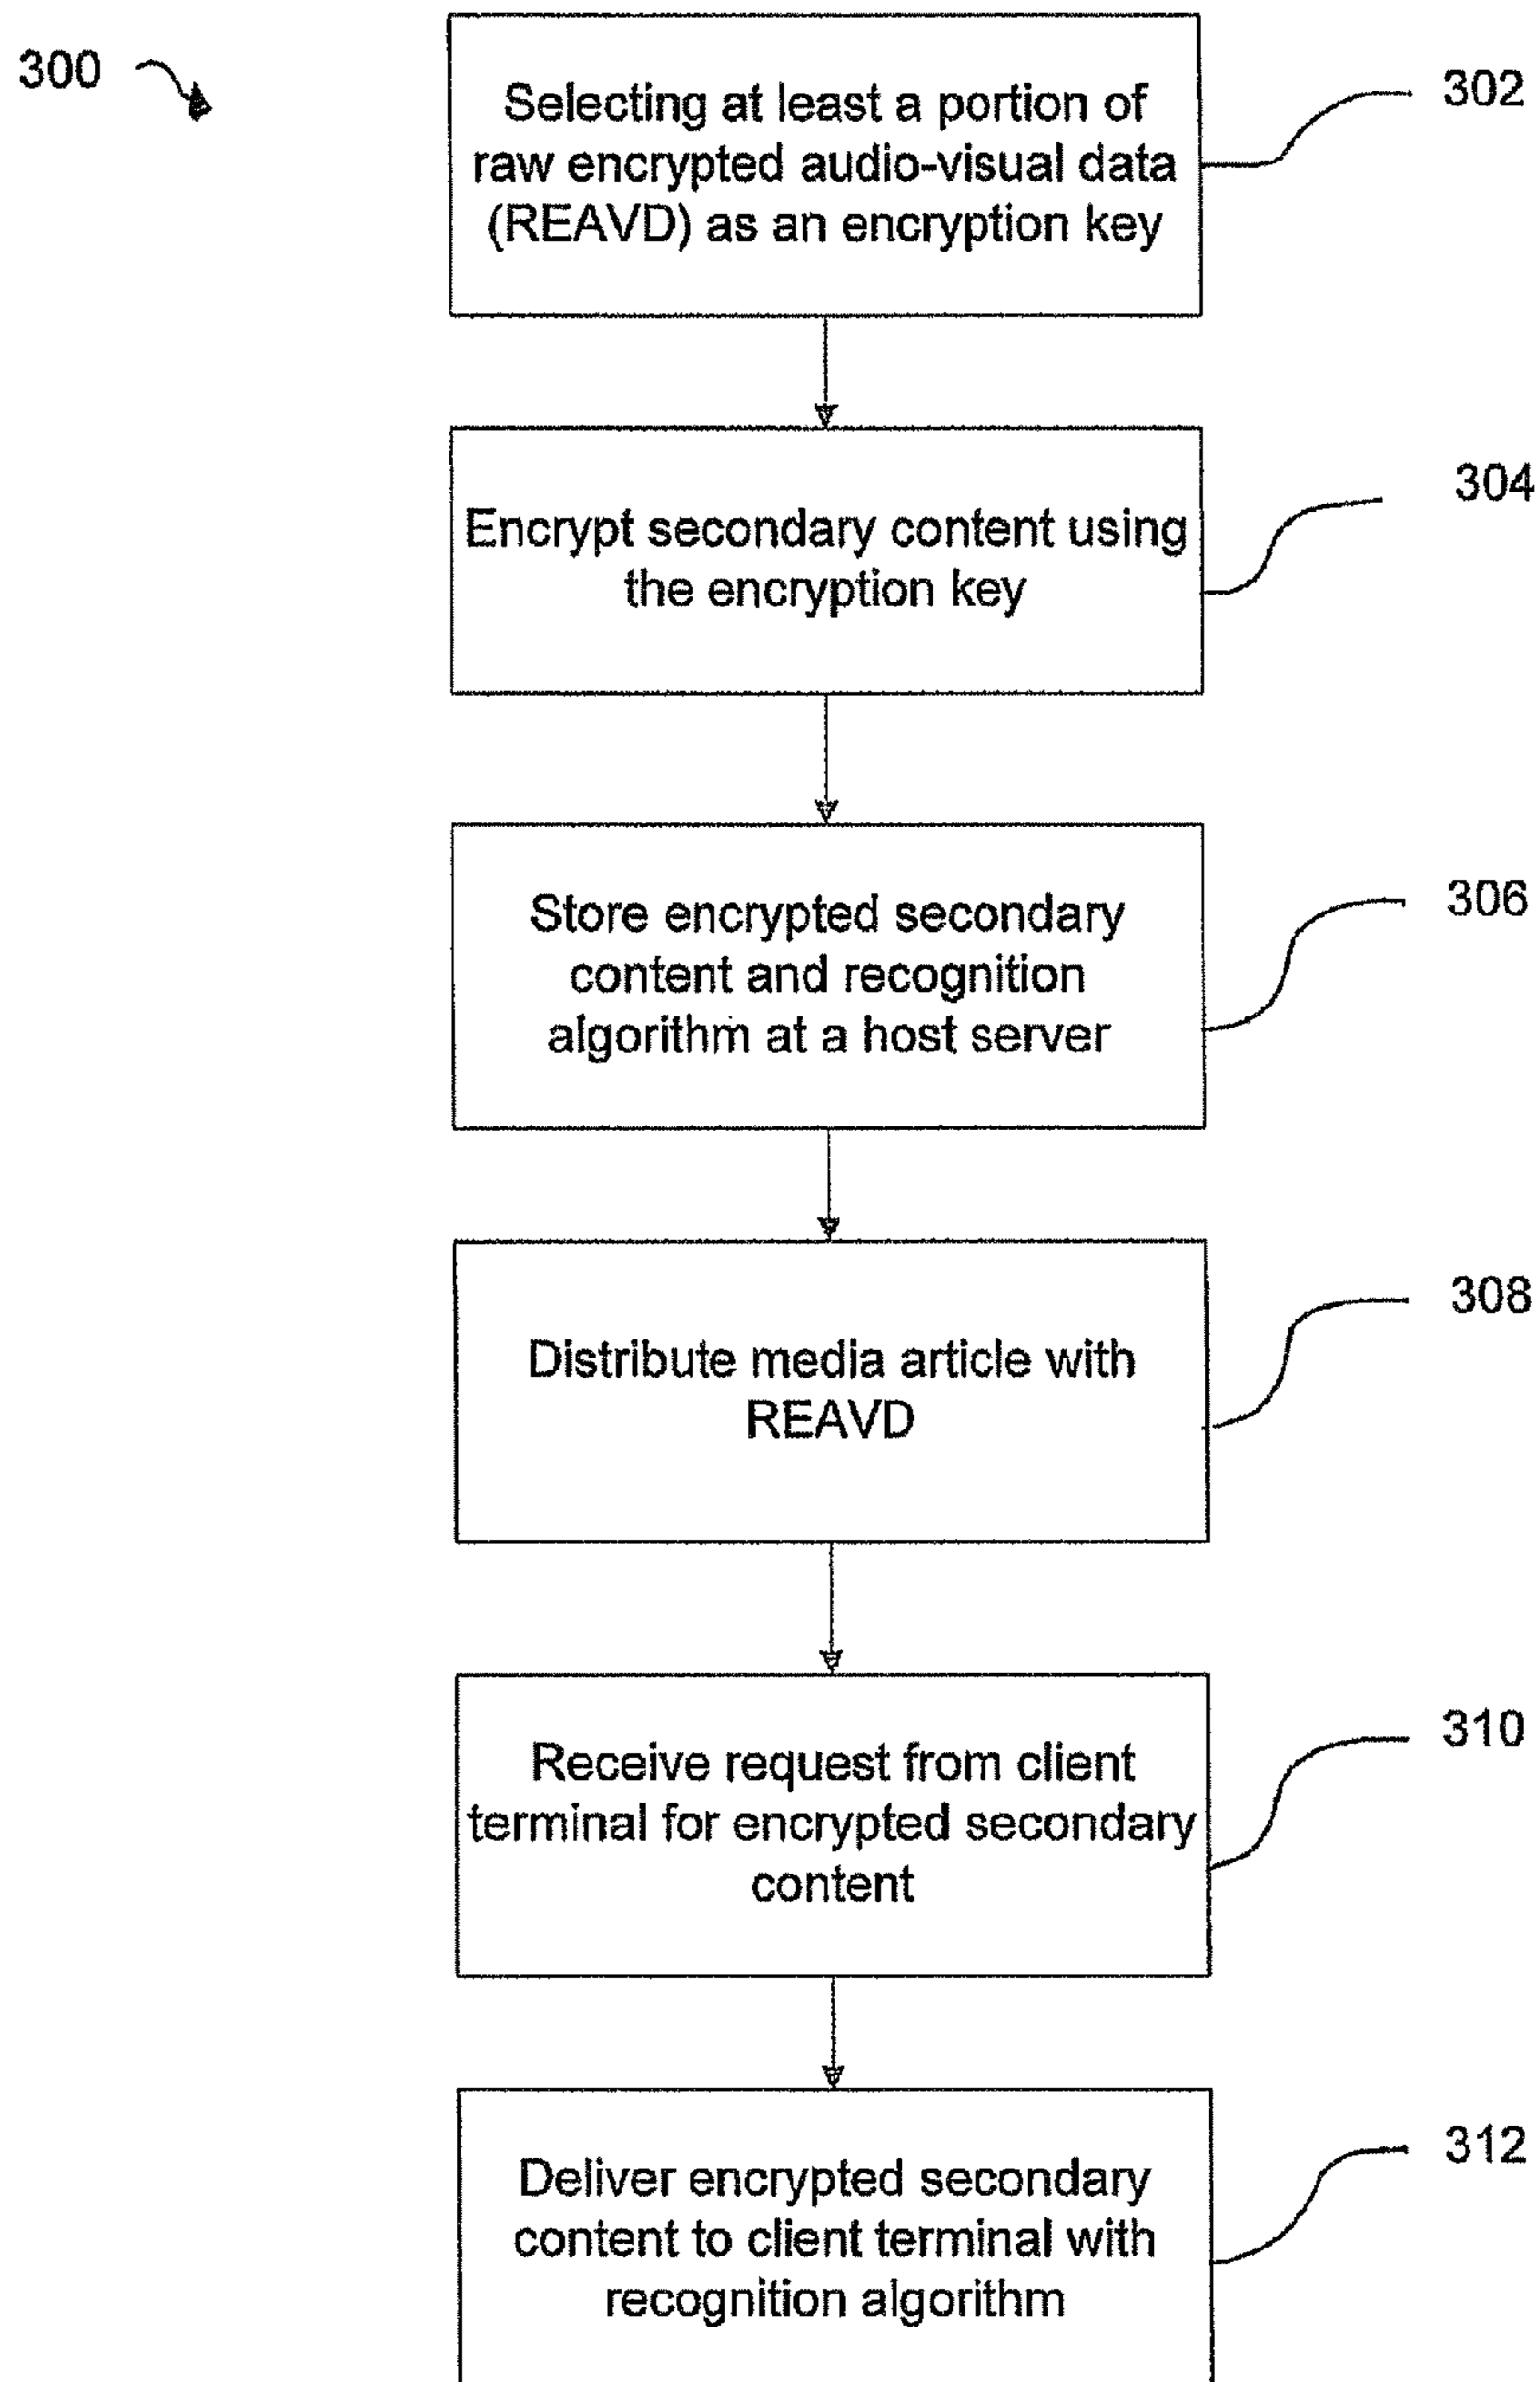 300
Selecting at least a portion of
raw encrypted audio-visual data
(REAVD) as an encryption key
302
Encrypt secondary content using
the encryption key
304
Store encrypted secondary
content and recognition
algorithm at a host server
306
Distribute media article with
REAVD
308
Receive request from client
terminal for encrypted secondary
content
310
Deliver encrypted secondary
content to client terminal with
recognition algorithm
312